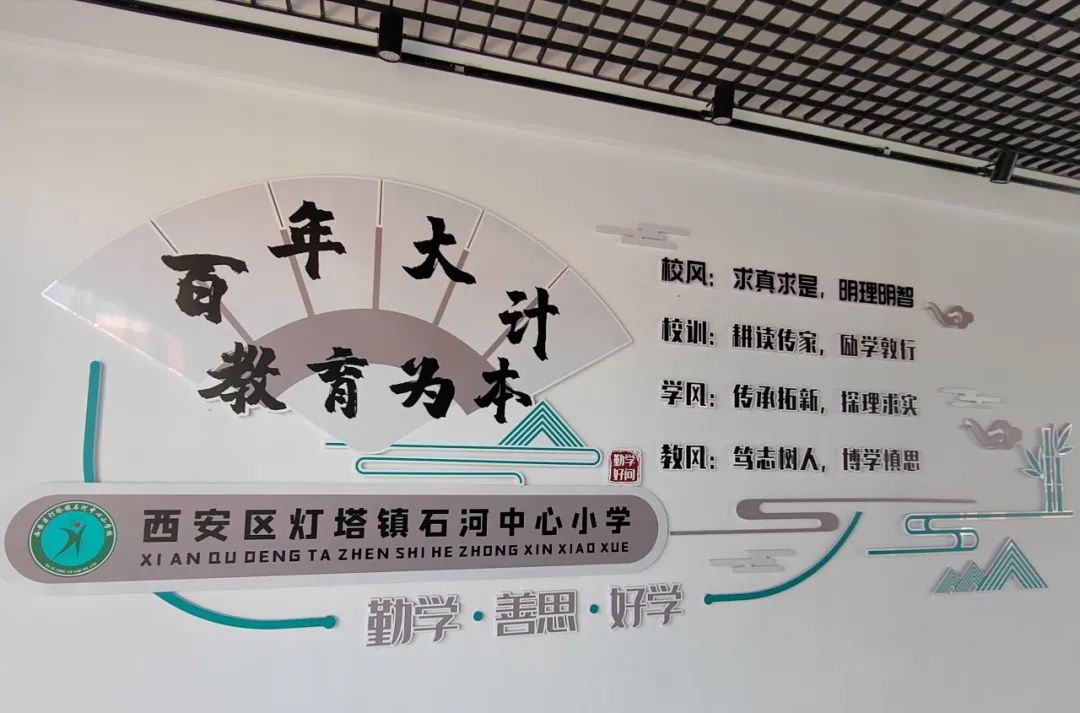 百年大计
教育为本
校风：求真求是，明理明智
校训：耕读传家，励学敦行
学风：传承拓新，探理求实
教风：笃志树人，博学慎思
勤学
好问
西安区灯塔镇石河中心小学
XI AN QU DENG TA ZHEN SHI HE ZHONG XIN XIAO XUE
勤学·善思·好学